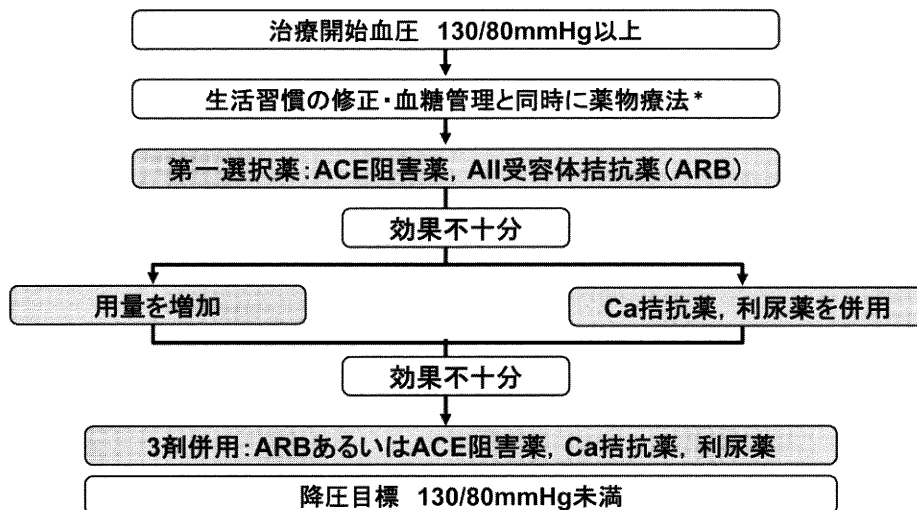 治療開始血圧 130/80mmHg以上
生活習慣の修正・血糖管理と同時に薬物療法*
第一選択薬:ACE阻害薬, AII受容体拮抗薬(ARB)
効果不十分
用量を増加
Ca拮抗薬, 利尿薬を併用
効果不十分
3剤併用:ARBあるいはACE阻害薬, Ca拮抗薬, 利尿薬
降圧目標 130/80mmHg未満